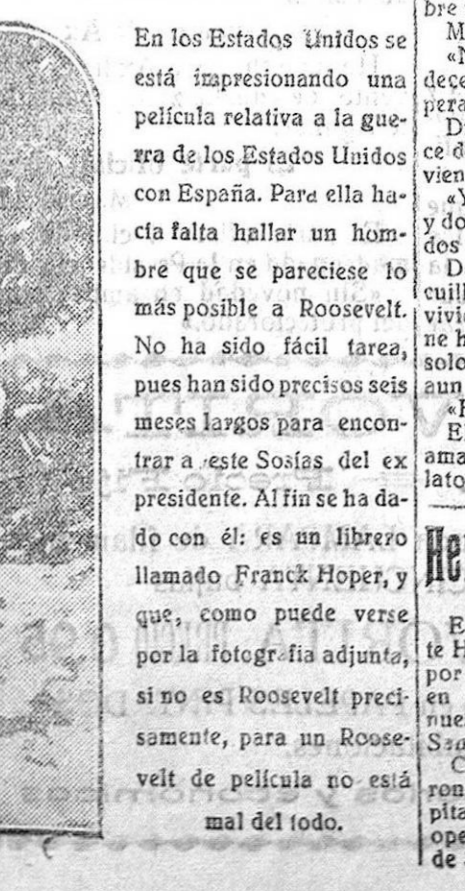 En los Estados Unidos se
está impresionando una
película relativa a la gue-
rra de los Estados Unidos
con España. Para ella ha-
cía falta hallar un hom-
bre que se pareciese lo
más posible a Roosevelt.
No ha sido fácil tarea,
pues han sido precisos seis
meses largos para encon-
trar a este Sosias del ex
presidente. Al fin se ha da-
do con él: es un librero
llamado Franck Hoper, y
que, como puede verse
por la fotogr fia adjunta,
si no es Roosevelt preci-
samente, para un Roose-
velt de película no está
mal del todo.